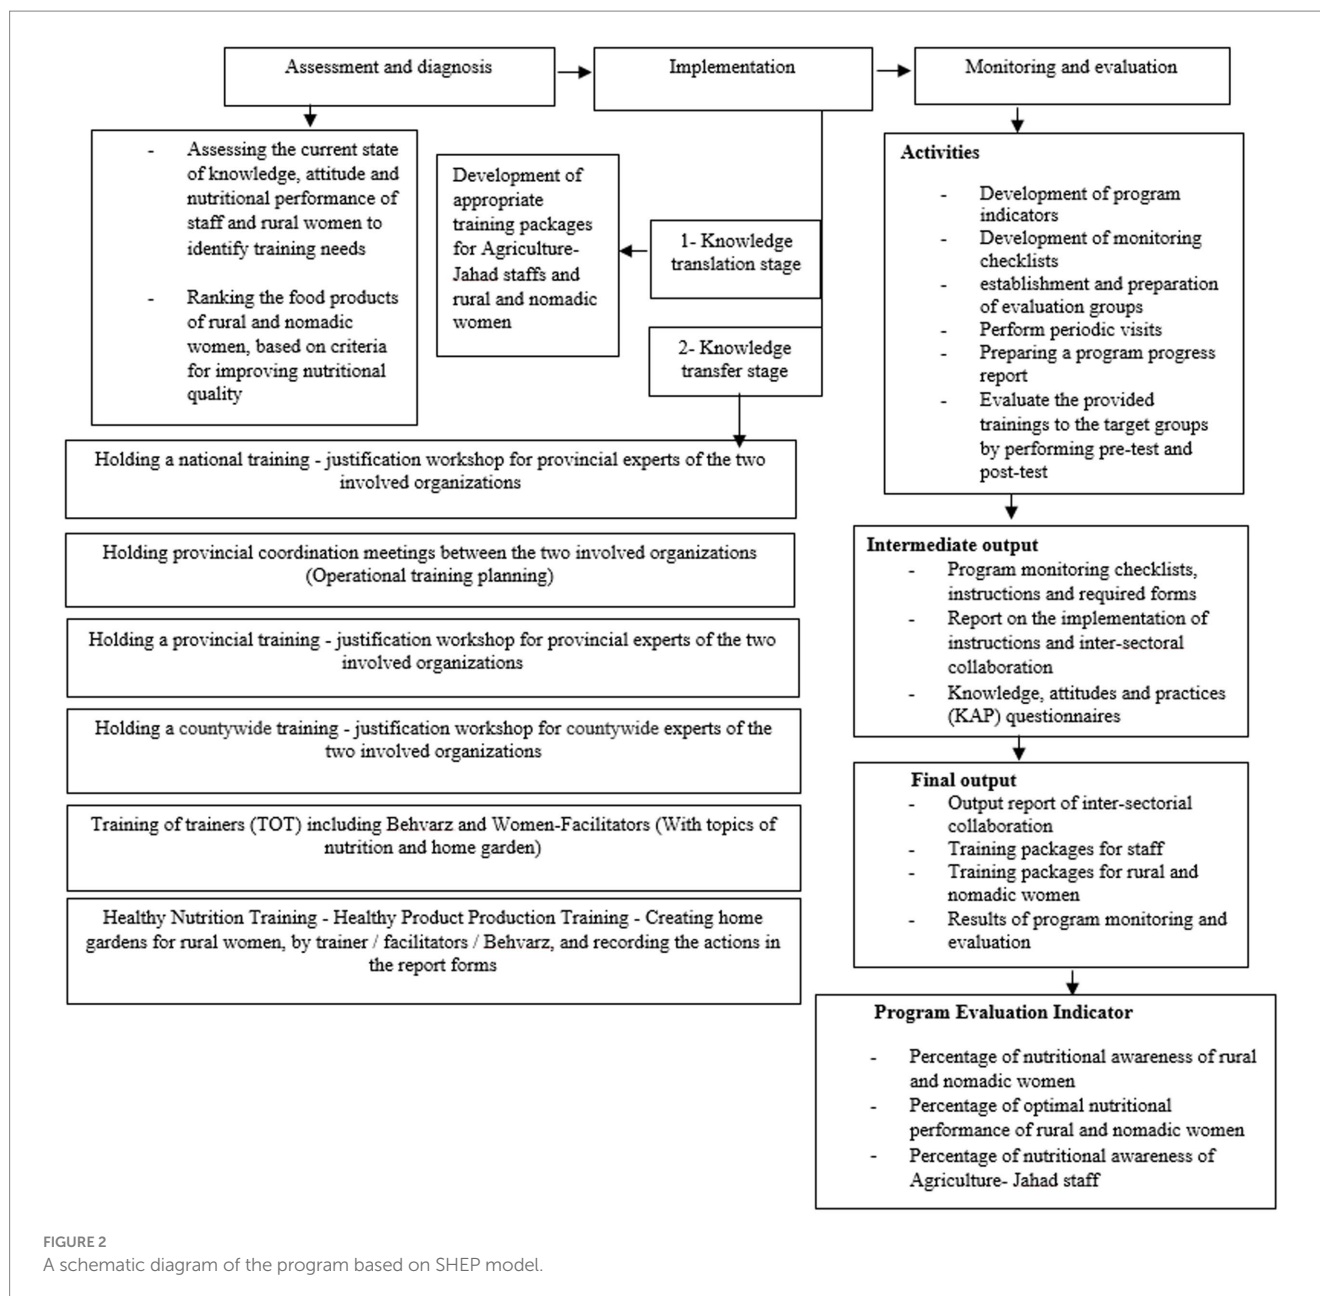 Assessment and diagnosis
Implementation
Monitoring and evaluation
- Assessing the current state
of knowledge, attitude and
nutritional performance of
staff and rural women to
identify training needs
- Ranking the food products
of rural and nomadic
women, based on criteria
for improving nutritional
quality
Development of
appropriate
training packages
for Agriculture-
Jahad staffs and
rural and nomadic
women
1- Knowledge
translation stage
2- Knowledge
transfer stage
Holding a national training - justification workshop for provincial experts of the two
involved organizations
Holding provincial coordination meetings between the two involved organizations
(Operational training planning)
Holding a provincial training - justification workshop for provincial experts of the two
involved organizations
Holding a countywide training - justification workshop for countywide experts of the
two involved organizations
Training of trainers (TOT) including Behvarz and Women-Facilitators (With topics of
nutrition and home garden)
Healthy Nutrition Training - Healthy Product Production Training - Creating home
gardens for rural women, by trainer / facilitators / Behvarz, and recording the actions in
the report forms
Activities
- Development of program
indicators
- Development of monitoring
checklists
- establishment and preparation
of evaluation groups
- Perform periodic visits
- Preparing a program progress
report
- Evaluate the provided
trainings to the target groups
by performing pre-test and
post-test
Intermediate output
- Program monitoring checklists,
instructions and required forms
- Report on the implementation of
instructions and inter-sectoral
collaboration
- Knowledge, attitudes and practices
(KAP) questionnaires
Final output
- Output report of inter-sectorial
collaboration
- Training packages for staff
- Training packages for rural and
nomadic women
- Results of program monitoring and
evaluation
Program Evaluation Indicator
- Percentage of nutritional awareness of rural
and nomadic women
- Percentage of optimal nutritional
performance of rural and nomadic women
- Percentage of nutritional awareness of
Agriculture- Jahad staff
FIGURE 2
A schematic diagram of the program based on SHEP model.